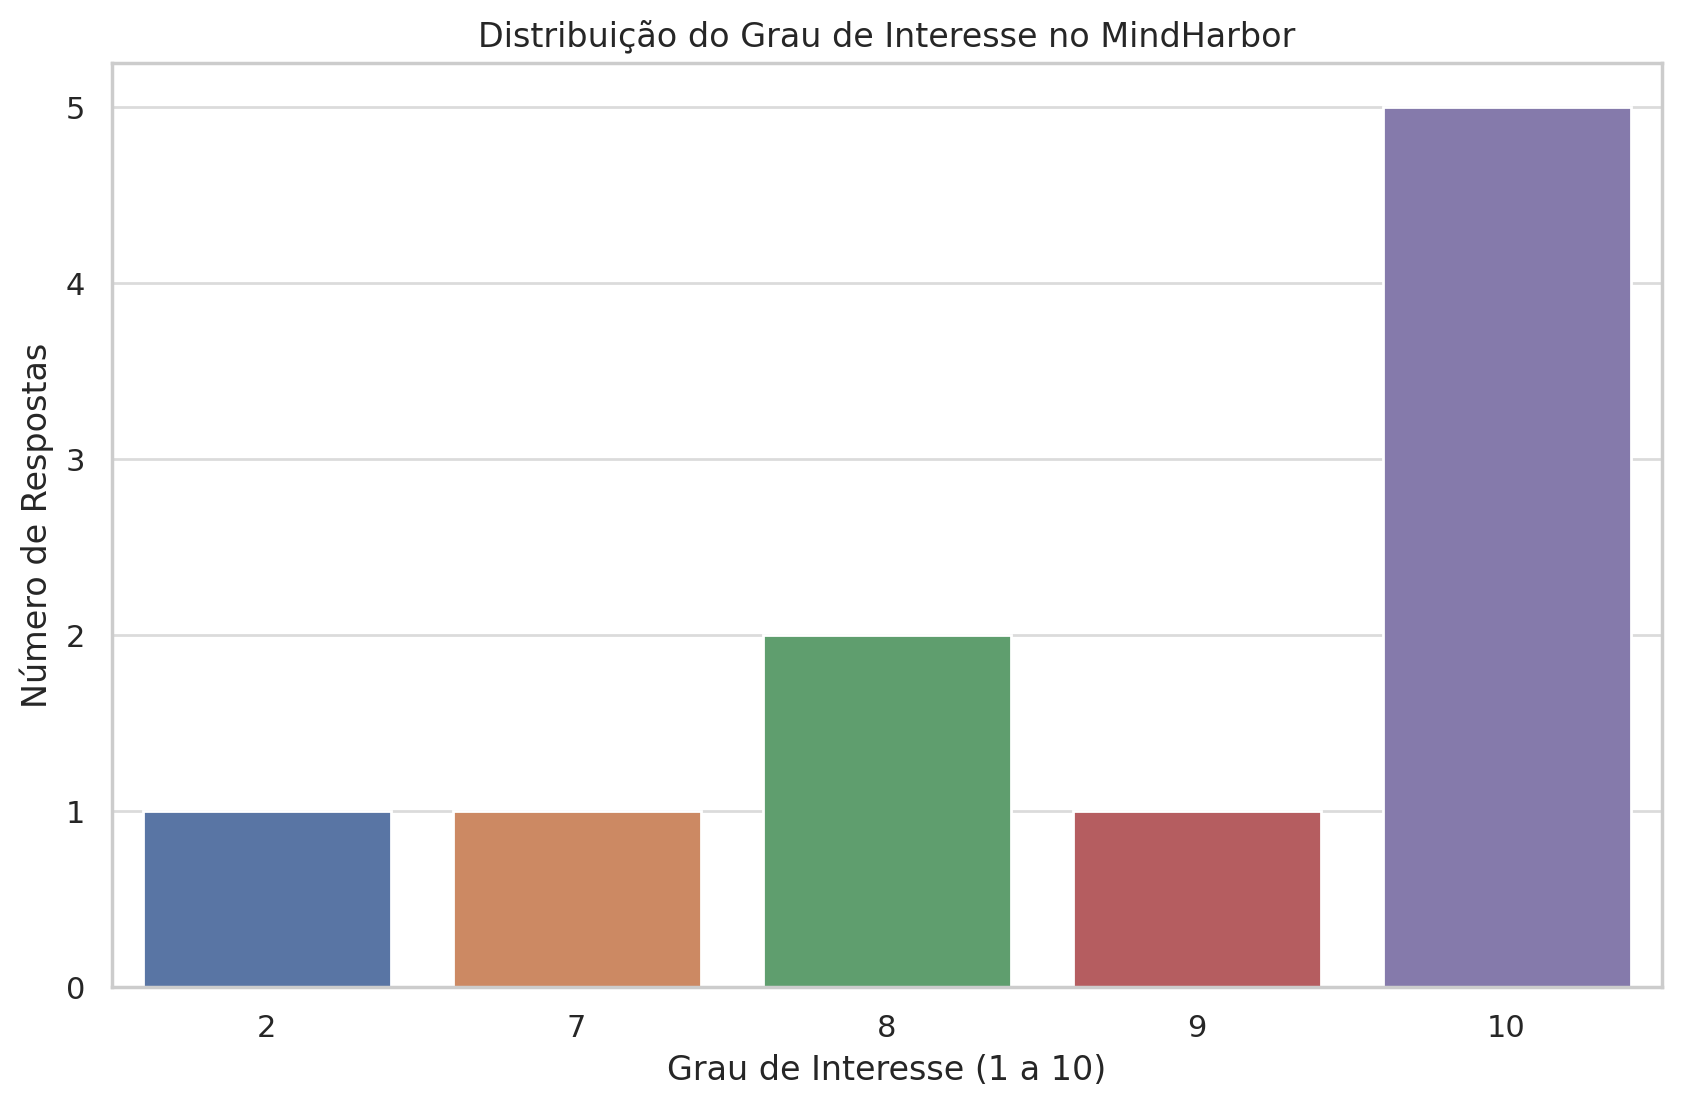 Distribuição do Grau de Interesse no MindHarbor
Número de Respostas
5
4
3
2
1
0
2 7 8 9 10
Grau de Interesse (1 a 10)